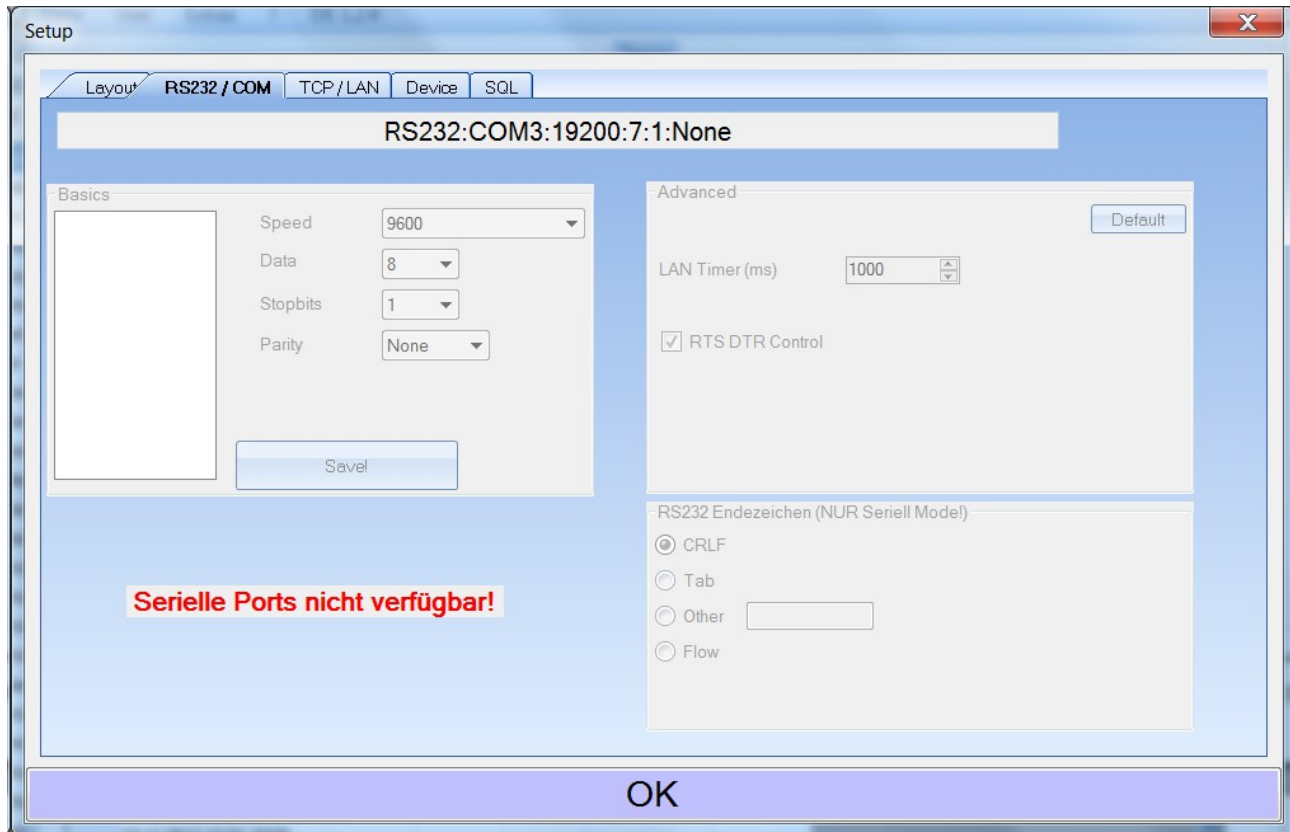 Setup
Layout RS232 / COM TCP / LAN Device SQL
RS232:COM3:19200:7:1:None
Basics
Speed 9600
Data 8
Stopbits 1
Parity None
Save!
Serielle Ports nicht verfügbar!
Advanced
Default
LAN Timer (ms) 1000
RTS DTR Control
RS232 Endezeichen (NUR Seriell Mode!)
CRLF
Tab
Other
Flow
OK